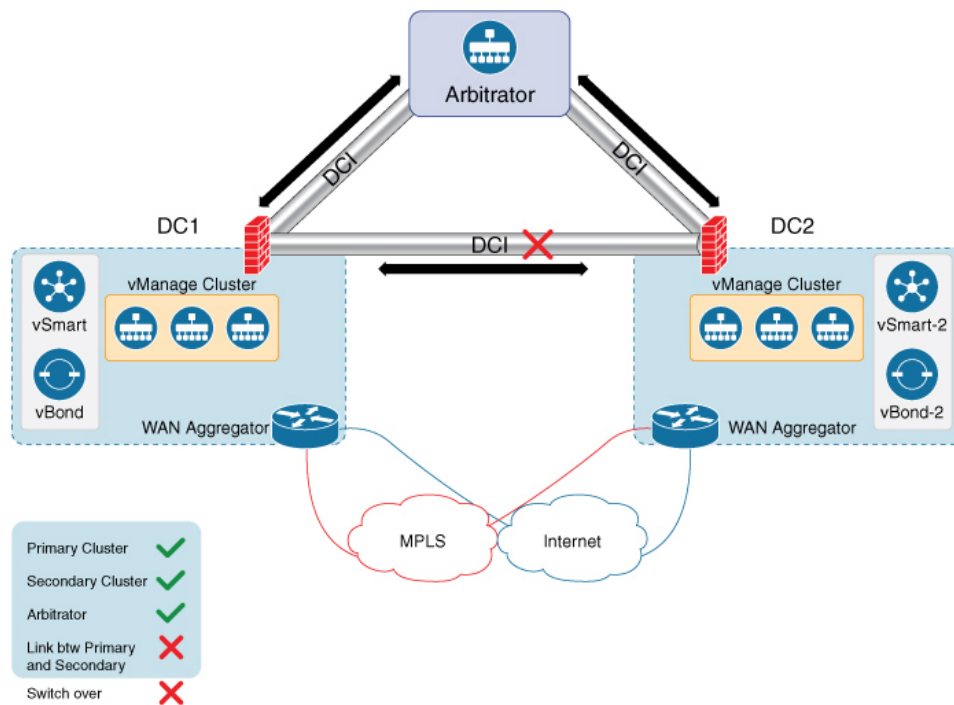 Arbitrator
DCI
DCI
DC1
DC2
DCI
vManage Cluster
vManage Cluster
vSmart
vSmart-2
vBond
vBond-2
WAN Aggregator
WAN Aggregator
MPLS
Internet
Primary Cluster
Secondary Cluster
Arbitrator
Link btw Primary
and Secondary
Switch over